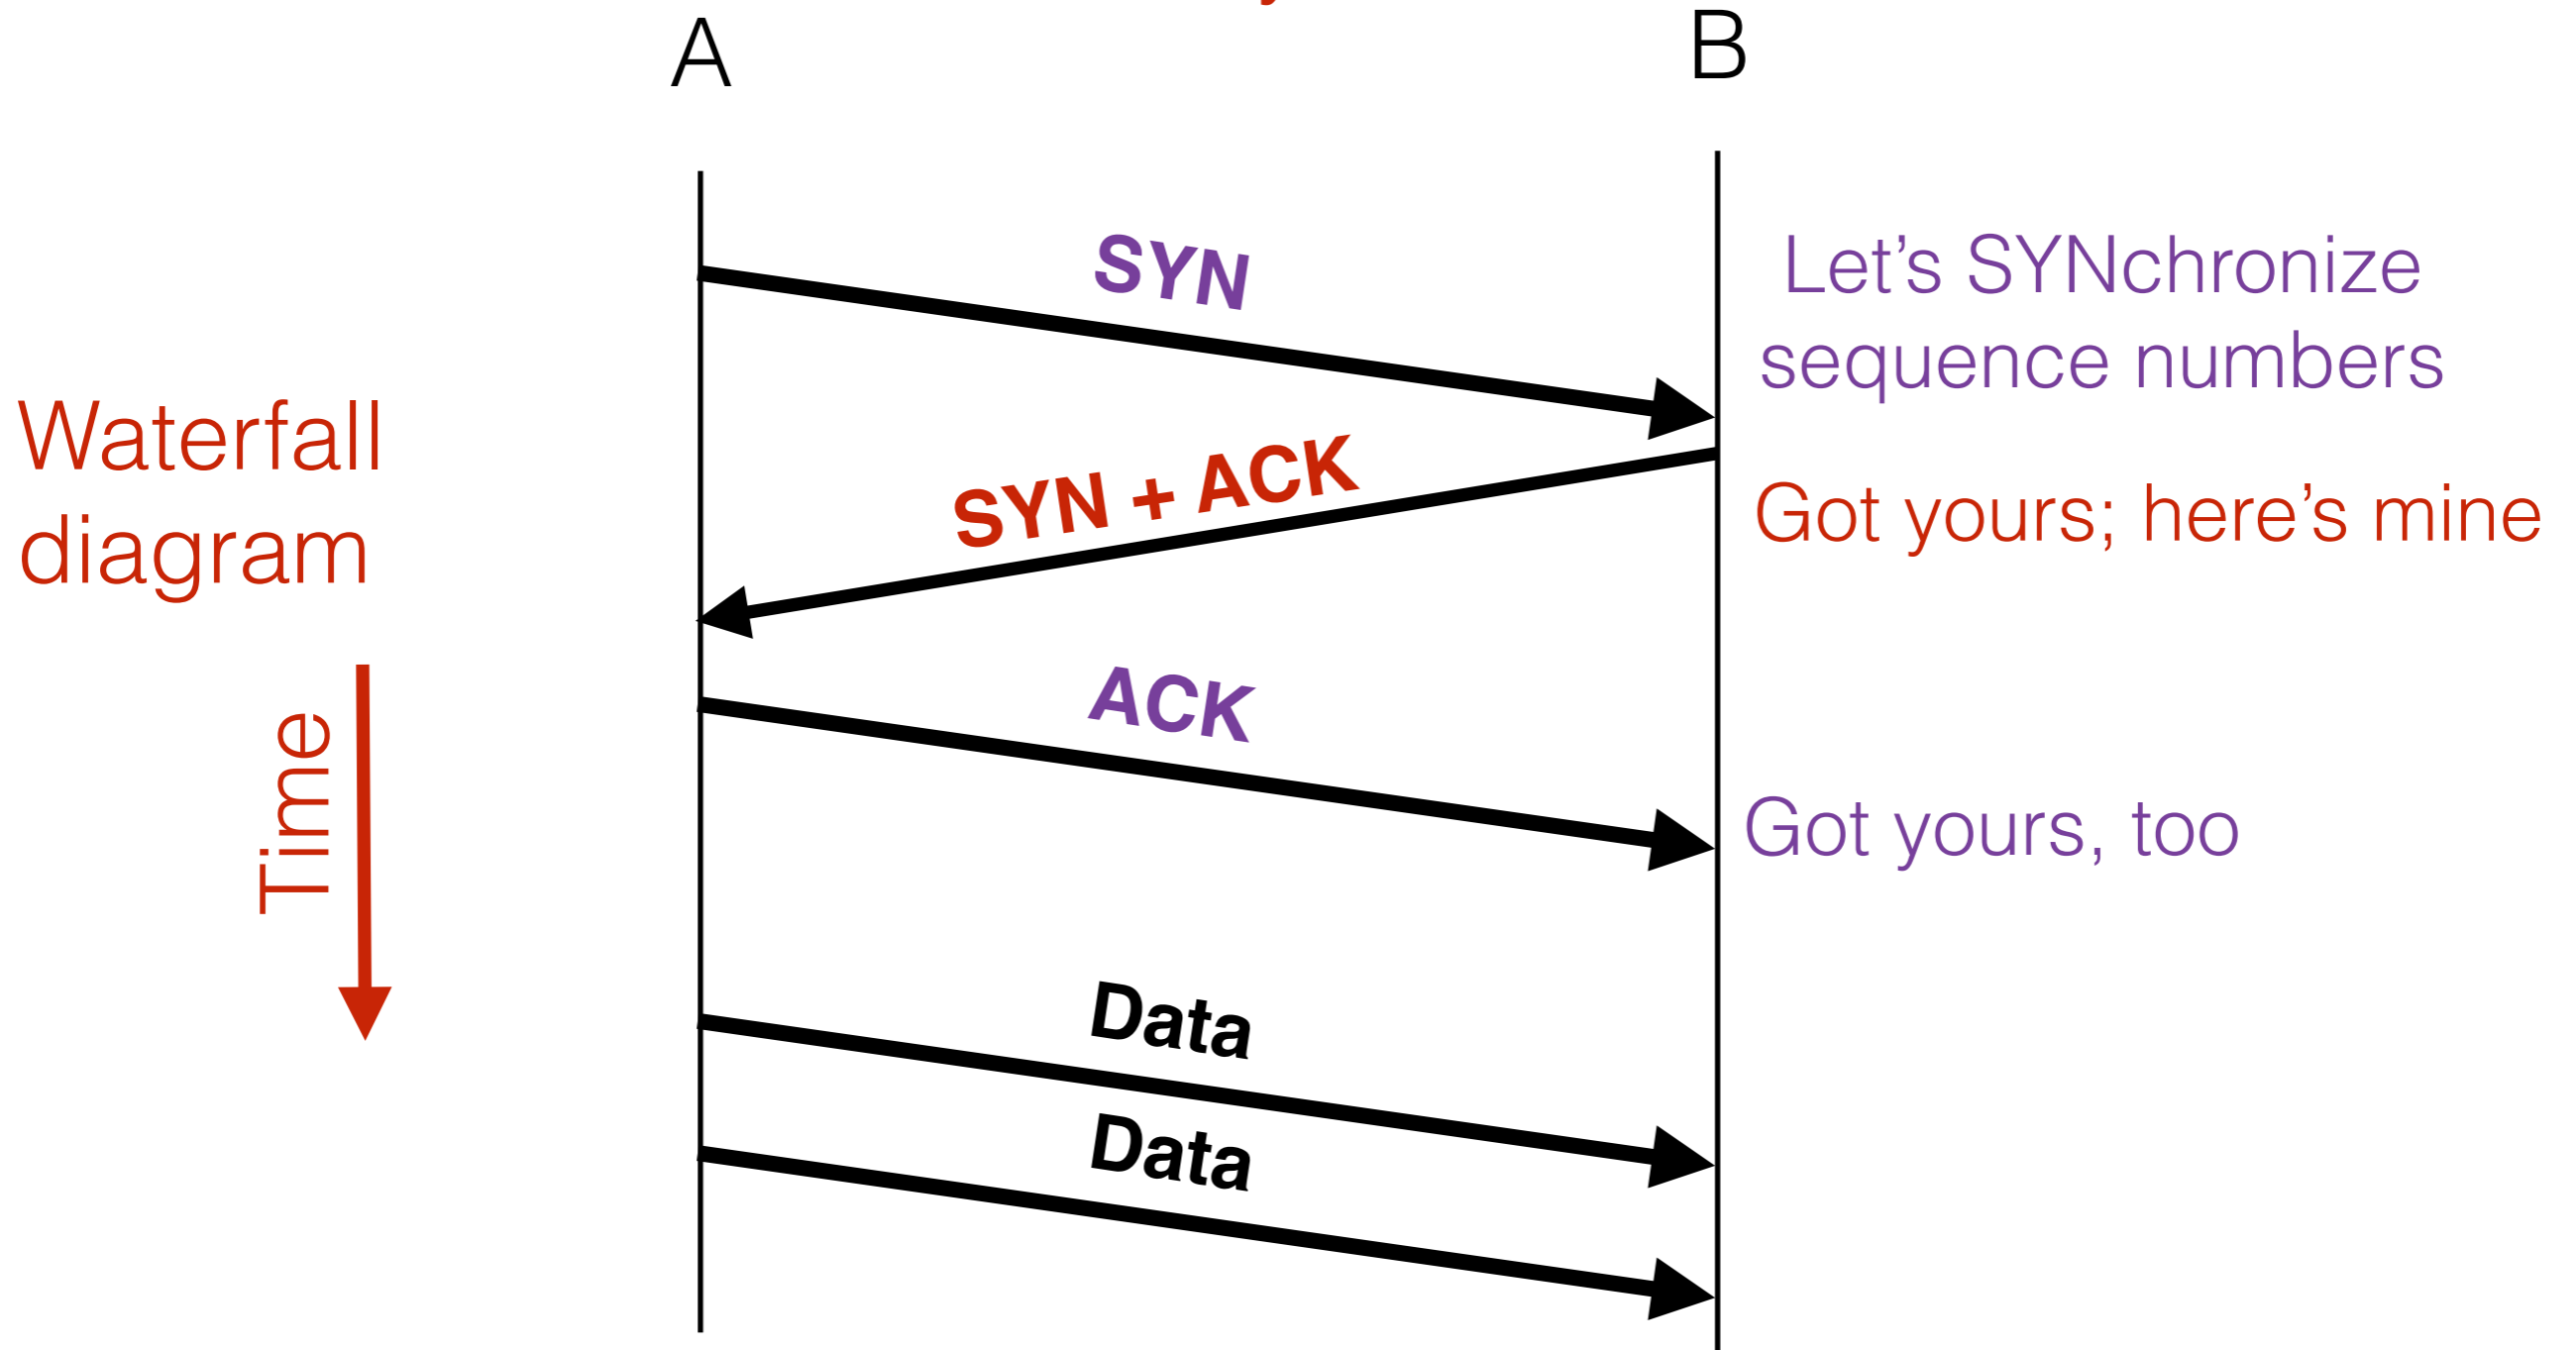 A
B
SYN
Let's SYNchronize
sequence numbers
Waterfall
diagram
SYN + ACK
Got yours; here's mine
ACK
Time
Got yours, too
Data
Data